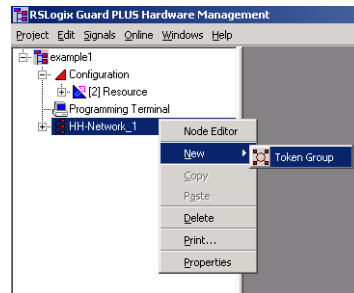 RSLogix Guard PLUS Hardware Management
Project Edit Signals Online Windows Help
example1
Configuration
[2] Resource
Programming Terminal
HH-Network_1
Node Editor
New
Token Group
Copy
Paste
Delete
Print...
Properties